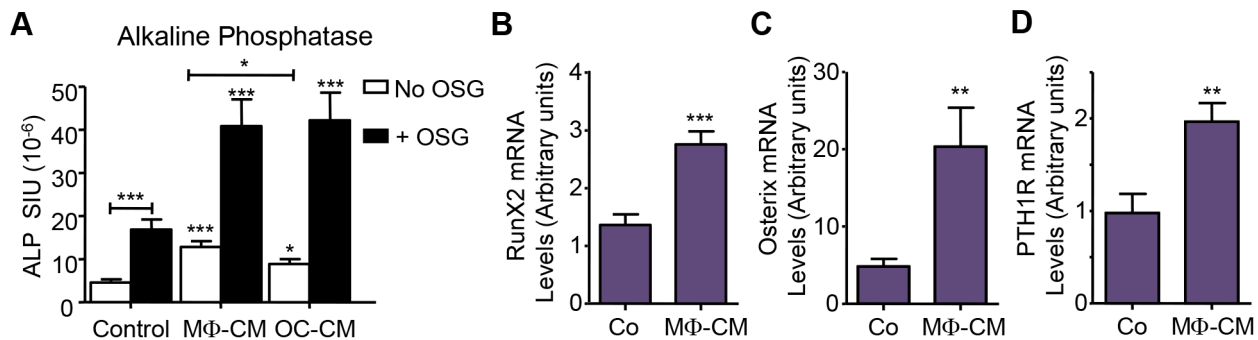 A
Alkaline Phosphatase
ALP SIU (10-6)
50
40
30
20
10
0
***
***
***
*
***
*
Control
MΦ-CM
OC-CM
No OSG
+ OSG
B
RunX2 mRNA
Levels (Arbitrary units)
4
3
2
1
0
***
Co
MΦ-CM
C
Osterix mRNA
Levels (Arbitrary units)
30
20
10
0
**
Co
MΦ-CM
D
PTH1R mRNA
Levels (Arbitrary units)
2
1
0
**
Co
MΦ-CM